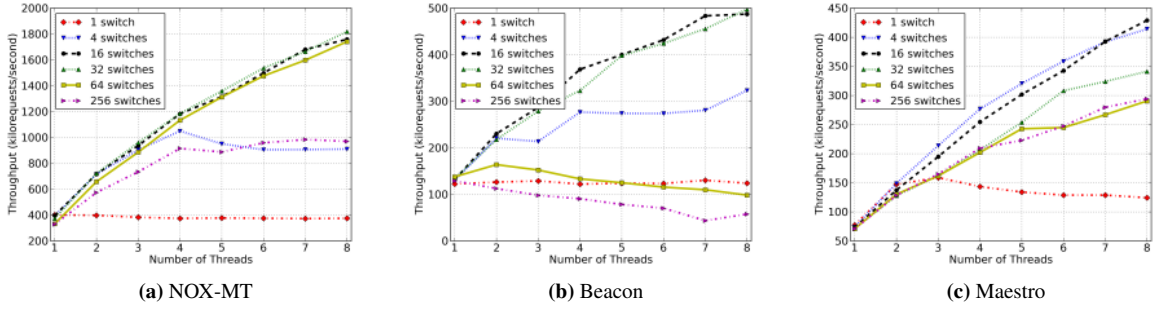 2000
1800
1600
1400
1200
1000
800
600
400
200
Throughput (kilorequests/second)
1 switch
4 switches
16 switches
32 switches
64 switches
256 switches
1 2 3 4 5 6 7 8
Number of Threads
(a) NOX-MT
500
400
300
200
100
0
Throughput (kilorequests/second)
1 switch
4 switches
16 switches
32 switches
64 switches
256 switches
1 2 3 4 5 6 7 8
Number of Threads
(b) Beacon
450
400
350
300
250
200
150
100
50
Throughput (kilorequests/second)
1 switch
4 switches
16 switches
32 switches
64 switches
256 switches
1 2 3 4 5 6 7 8
Number of Threads
(c) Maestro